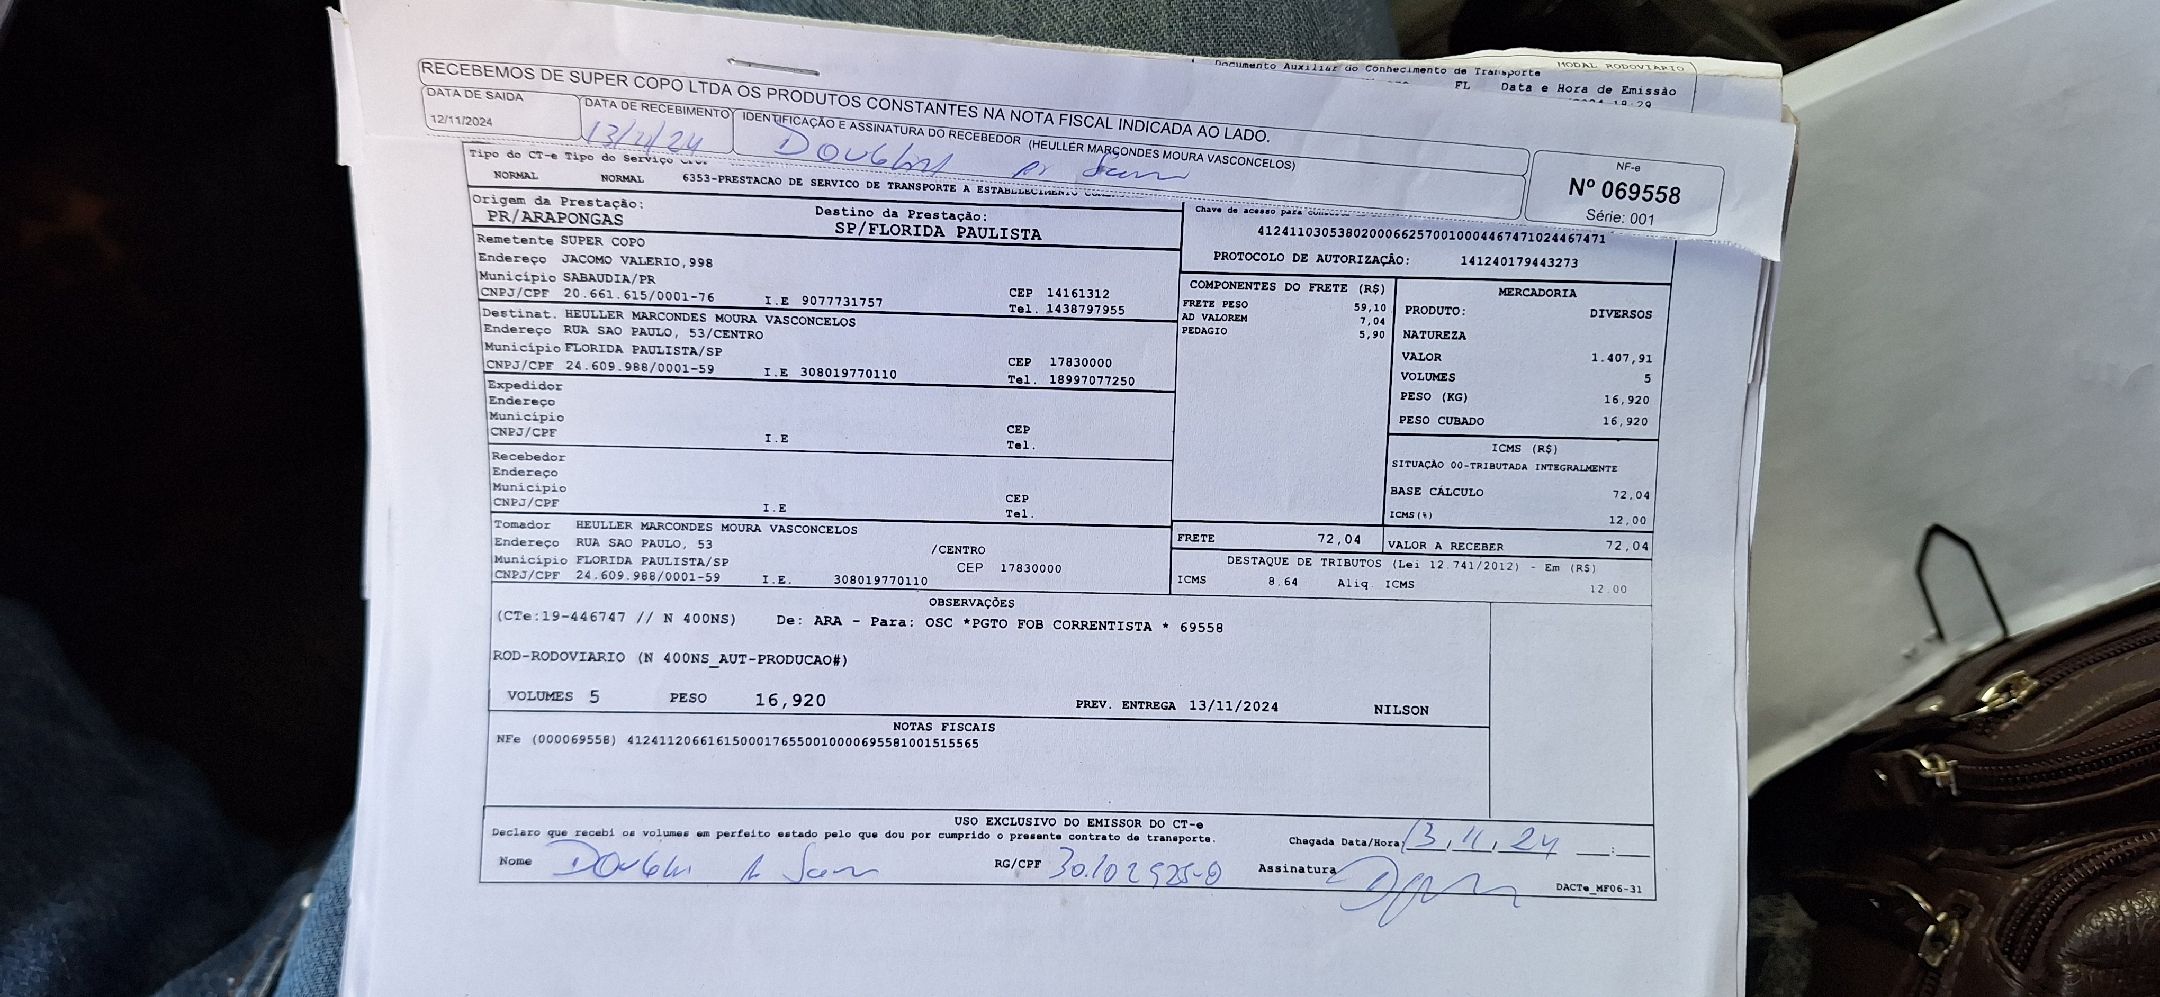 MODAL RODOVIARIO
Documento Auxiliar do Conhecimento de Transporte
FL Data e Hora de Emissão
RECEBEMOS DE SUPER COPO LTDA OS PRODUTOS CONSTANTES NA NOTA FISCAL INDICADA AO LADO.
DATA DE SAIDA
12/11/2024
DATA DE RECEBIMENTO
IDENTIFICAÇÃO E ASSINATURA DO RECEBEDOR (HEULLER MARCONDES MOURA VASCONCELOS)
NF-e
Nº 069558
Série: 001
Tipo do CT-e Tipo do Serviço
NORMAL NORMAL 6353-PRESTACAO DE SERVICO DE TRANSPORTE A ESTABELECIMENTO
Origem da Prestação:
PR/ARAPONGAS
Destino da Prestação:
SP/FLORIDA PAULISTA
Chave de acesso para
41241103053802000662570010004467471024467471
PROTOCOLO DE AUTORIZAÇÃO: 141240179443273
Remetente SUPER COPO
Endereço JACOMO VALERIO,998
Município SABAUDIA/PR
CNPJ/CPF 20.661.615/0001-76 I.E 9077731757
CEP 14161312
Tel. 1438797955
Destinat. HEULLER MARCONDES MOURA VASCONCELOS
Endereço RUA SAO PAULO, 53/CENTRO
Município FLORIDA PAULISTA/SP
CNPJ/CPF 24.609.988/0001-59 I.E 308019770110
CEP 17830000
Tel. 18997077250
Expedidor
Endereço
Município
CNPJ/CPF I.E
CEP
Tel.
Recebedor
Endereço
Município
CNPJ/CPF I.E
CEP
Tel.
Tomador HEULLER MARCONDES MOURA VASCONCELOS
Endereço RUA SAO PAULO, 53 /CENTRO
Município FLORIDA PAULISTA/SP CEP 17830000
CNPJ/CPF 24.609.988/0001-59 I.E. 308019770110
COMPONENTES DO FRETE (R$)
FRETE PESO 59,10
AD VALOREM 7,04
PEDAGIO 5,90
MERCADORIA
PRODUTO: DIVERSOS
NATUREZA
VALOR 1.407,91
VOLUMES 5
PESO (KG) 16,920
PESO CUBADO 16,920
ICMS (R$)
SITUAÇÃO 00-TRIBUTADA INTEGRALMENTE
BASE CÁLCULO 72,04
ICMS(%) 12,00
FRETE 72,04
VALOR A RECEBER 72,04
DESTAQUE DE TRIBUTOS (Lei 12.741/2012) - Em (R$)
ICMS 8.64 Aliq. ICMS 12.00
OBSERVAÇÕES
(CTe:19-446747 // N 400NS) De: ARA - Para: OSC *PGTO FOB CORRENTISTA * 69558
ROD-RODOVIARIO (N 400NS_AUT-PRODUCAO#)
VOLUMES 5 PESO 16,920 PREV. ENTREGA 13/11/2024 NILSON
NOTAS FISCAIS
NFe (000069558) 41241120661615000176550010000695581001515565
USO EXCLUSIVO DO EMISSOR DO CT-e
Declaro que recebi os volumes em perfeito estado pelo que dou por cumprido o presente contrato de transporte.
Chegada Data/Hora: 13.11.24 __:__
Nome
RG/CPF
Assinatura
DACTe_MF06-31